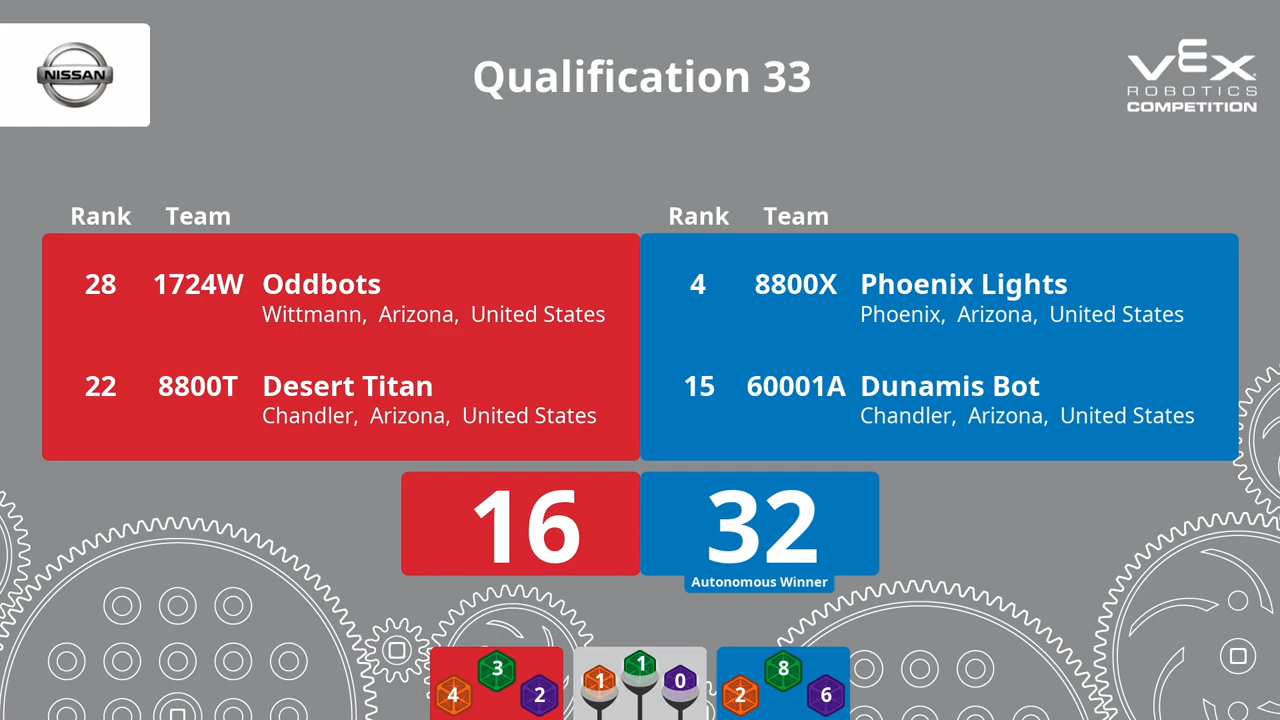 NISSAN
Qualification 33
VEX
ROBOTICS
COMPETITION
Rank Team
28 1724W Oddbots
Wittmann, Arizona, United States
22 8800T Desert Titan
Chandler, Arizona, United States
Rank Team
4 8800X Phoenix Lights
Phoenix, Arizona, United States
15 60001A Dunamis Bot
Chandler, Arizona, United States
16
32
Autonomous Winner
4 3 2
1 1 0
2 8 6